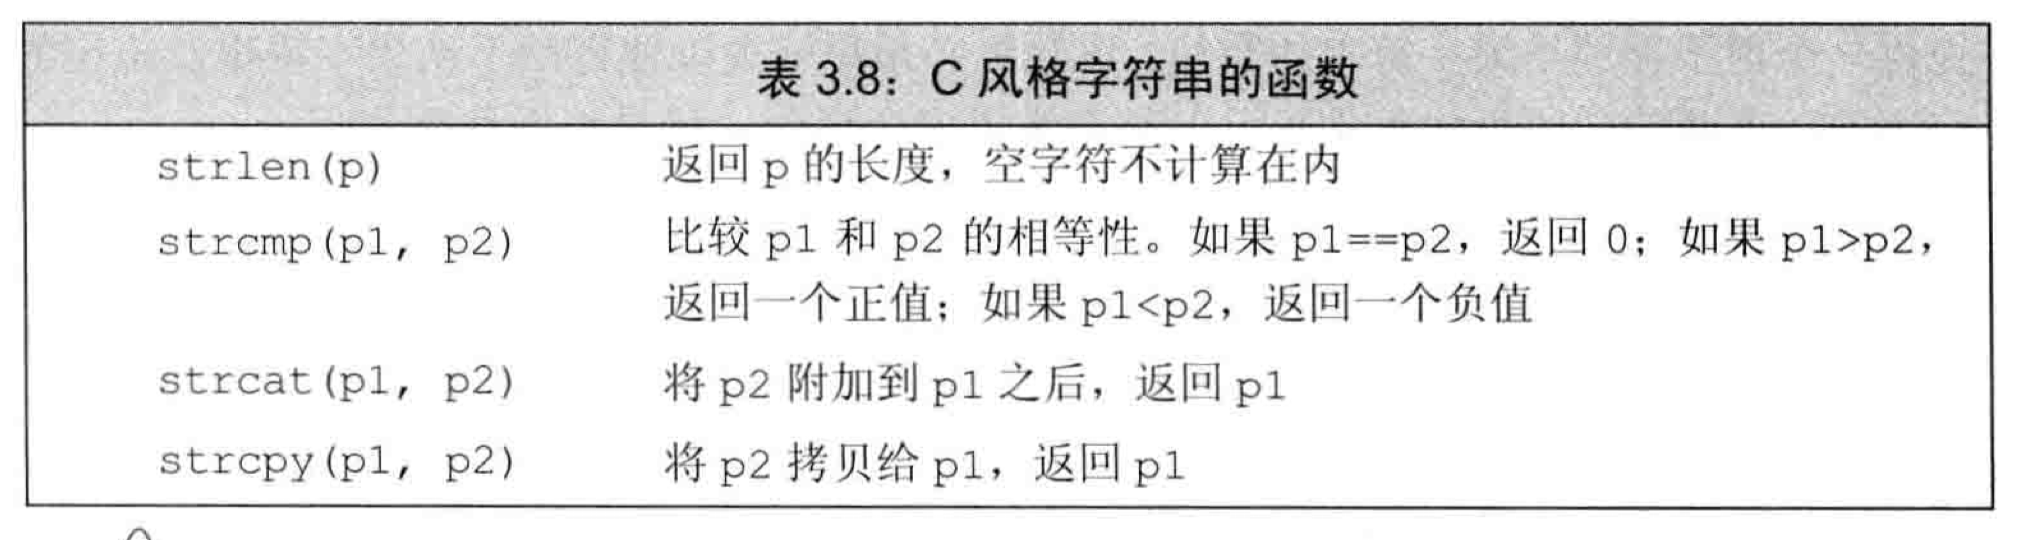 表 3.8：C 风格字符串的函数
strlen(p) 返回 p 的长度，空字符不计算在内
strcmp(p1, p2) 比较 p1 和 p2 的相等性。如果 p1==p2，返回 0；如果 p1>p2，
返回一个正值；如果 p1<p2，返回一个负值
strcat(p1, p2) 将 p2 附加到 p1 之后，返回 p1
strcpy(p1, p2) 将 p2 拷贝给 p1，返回 p1